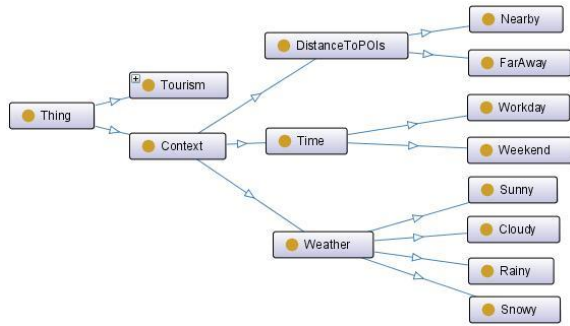 Nearby
DistanceToPOIs
FarAway
Tourism
Workday
Thing
Context
Time
Weekend
Sunny
Cloudy
Weather
Rainy
Snowy